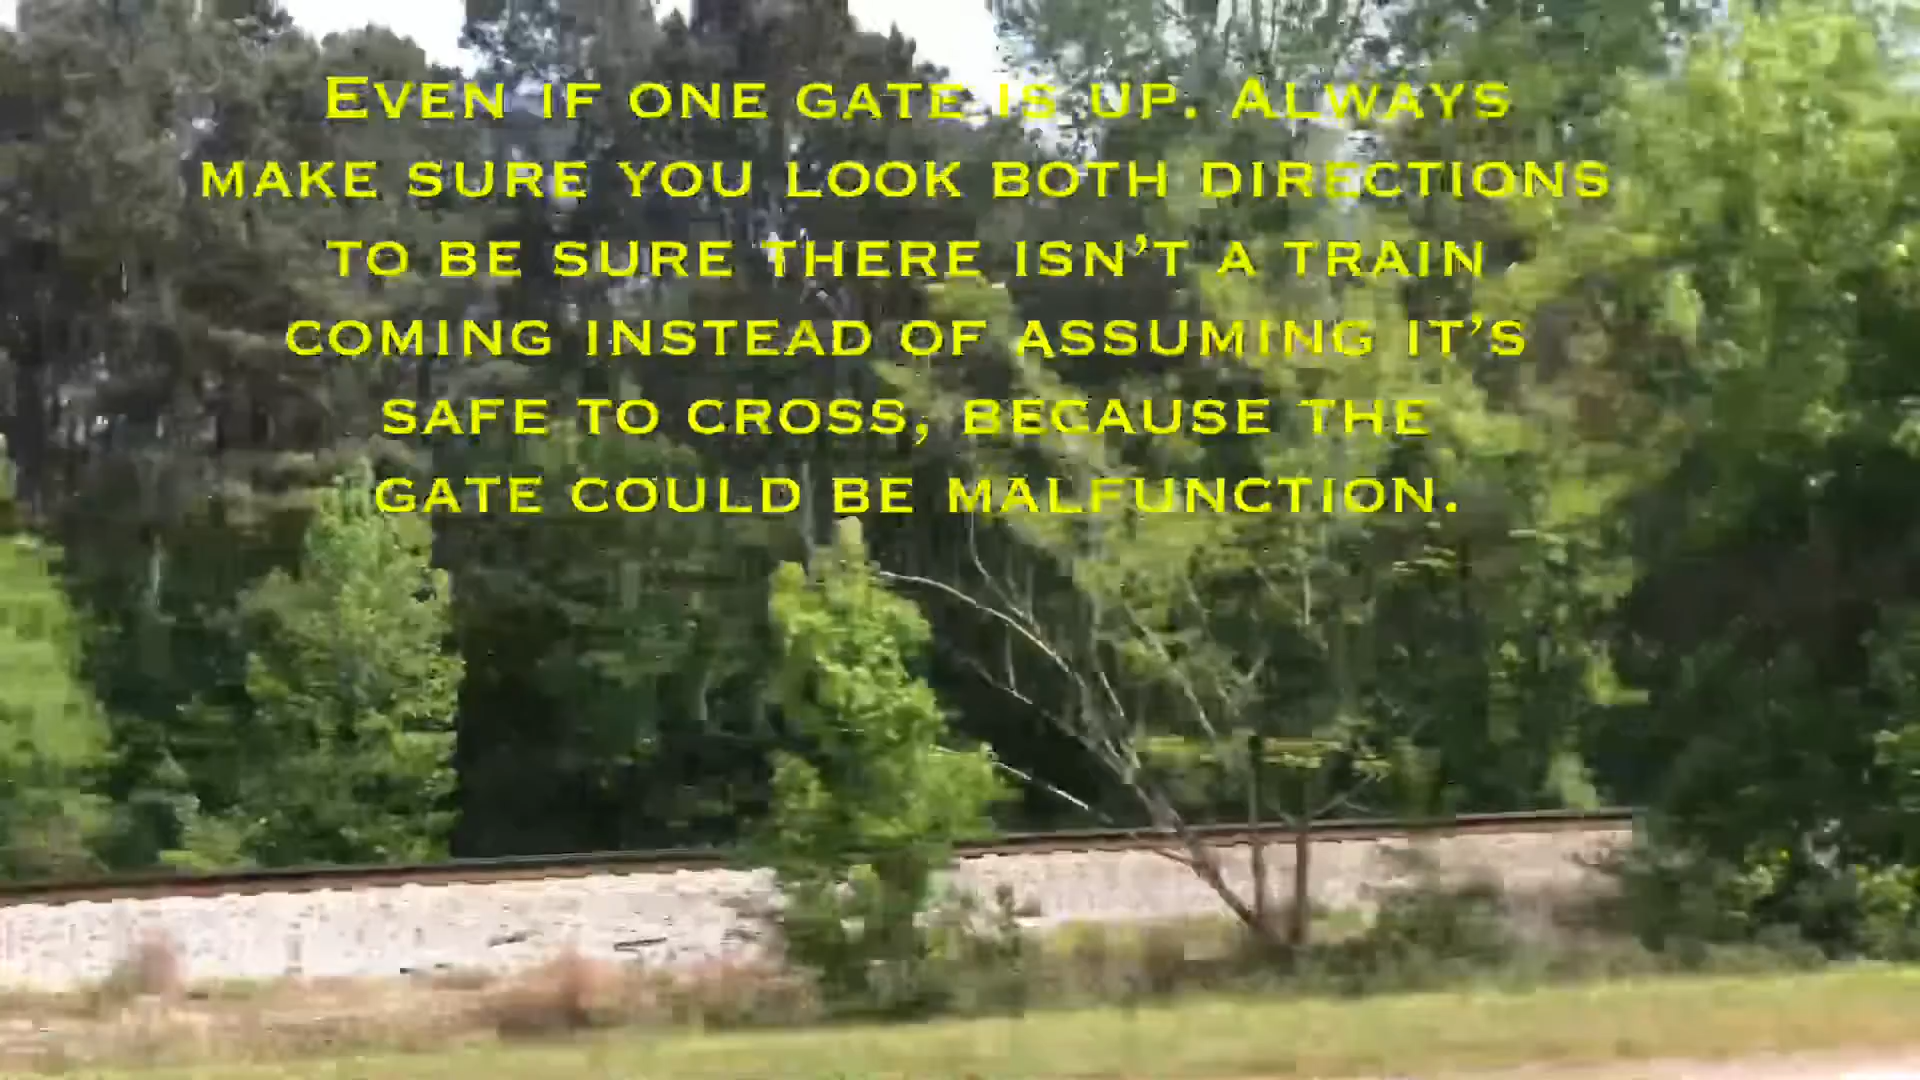 Even if one gate is up. Always
make sure you look both directions
to be sure there isn't a train
coming instead of assuming it's
safe to cross, because the
gate could be malfunction.